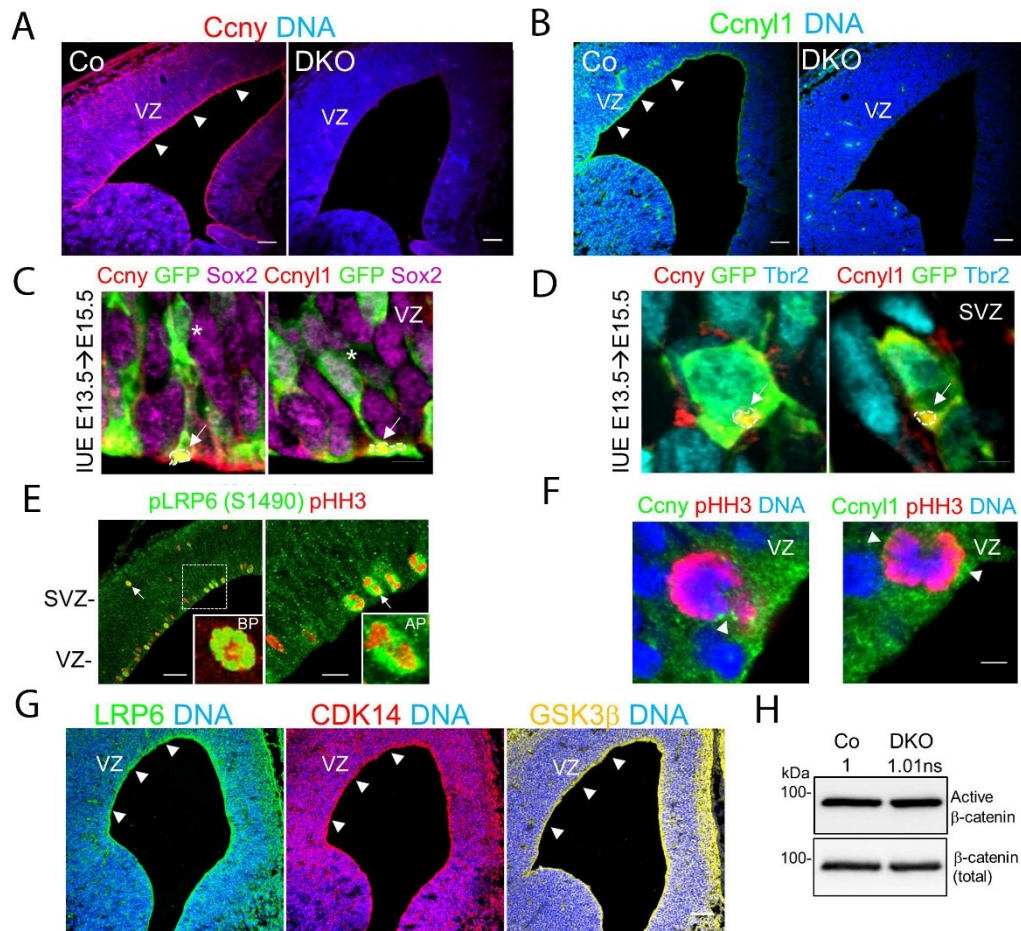 A
Ccny DNA
Co
DKO
VZ
VZ
B
Ccnyl1 DNA
Co
DKO
VZ
VZ
C
Ccny GFP Sox2 Ccnyl1 GFP Sox2
IUE E13.5→E15.5
*
*
VZ
D
Ccny GFP Tbr2 Ccnyl1 GFP Tbr2
IUE E13.5→E15.5
SVZ
E
pLRP6 (S1490) pHH3
SVZ-
VZ-
BP
AP
F
Ccny pHH3 DNA
VZ
Ccnyl1 pHH3 DNA
VZ
G
LRP6 DNA
VZ
CDK14 DNA
VZ
GSK3β DNA
VZ
H
Co DKO
kDa 1 1.01ns
100-
Active
β-catenin
100-
β-catenin
(total)